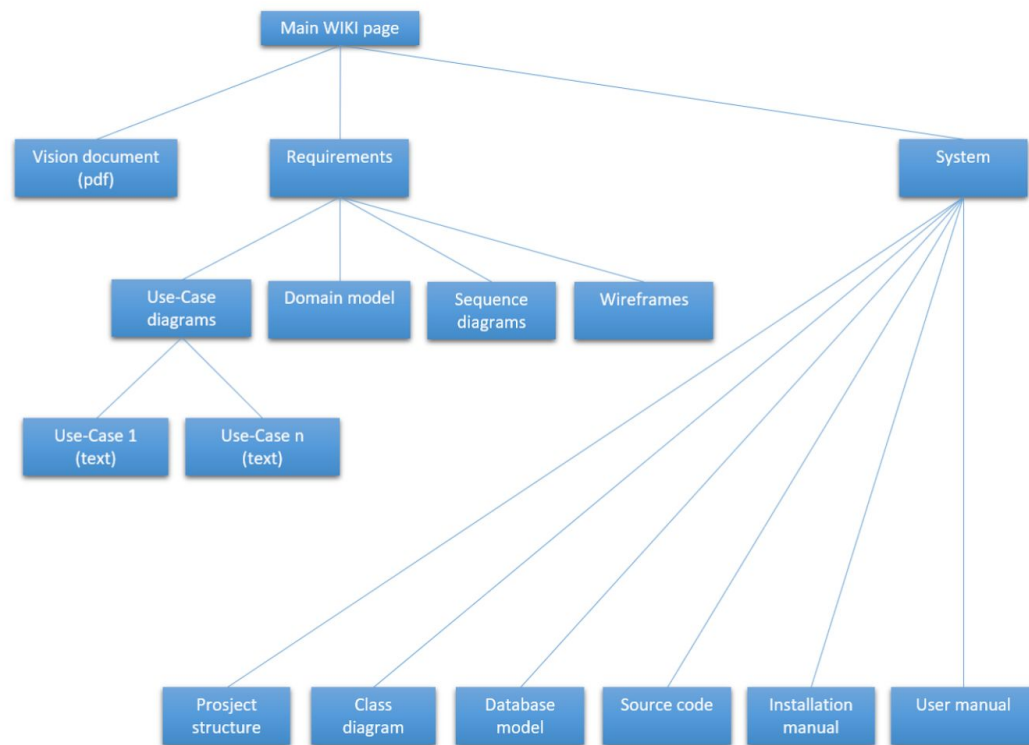 Main WIKI page
Vision document
(pdf)
Requirements
System
Use-Case
diagrams
Domain model
Sequence
diagrams
Wireframes
Use-Case 1
(text)
Use-Case n
(text)
Prosject
structure
Class
diagram
Database
model
Source code
Installation
manual
User manual